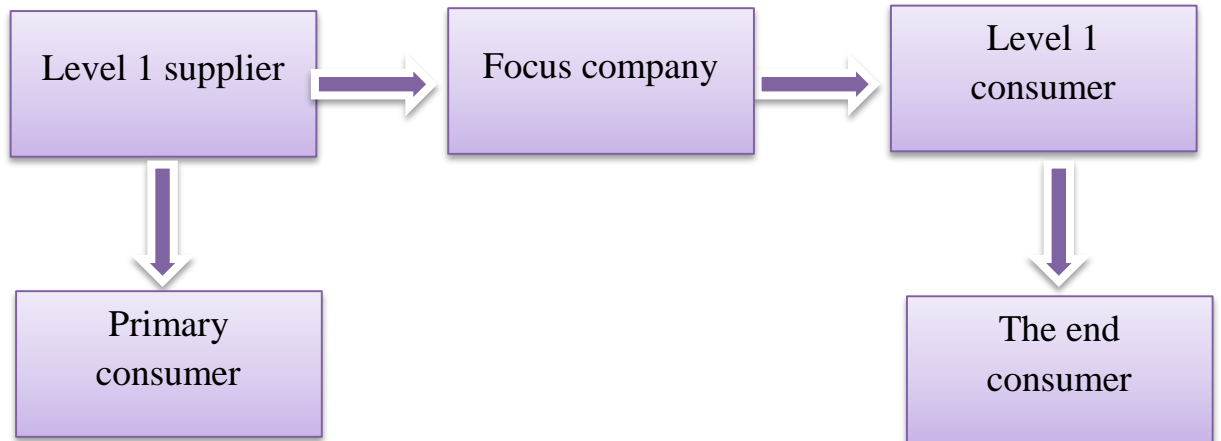 Level 1 supplier
Focus company
Level 1
consumer
Primary
consumer
The end
consumer